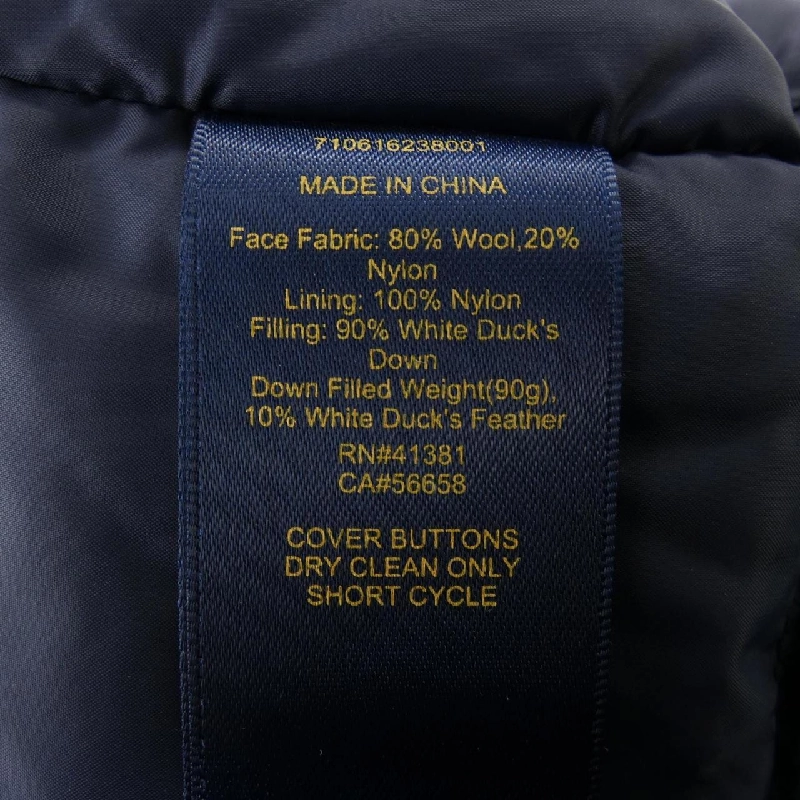 710616238001
MADE IN CHINA
Face Fabric: 80% Wool,20%
Nylon
Lining: 100% Nylon
Filling: 90% White Duck's
Down
Down Filled Weight(90g),
10% White Duck's Feather
RN#41381
CA#56658
COVER BUTTONS
DRY CLEAN ONLY
SHORT CYCLE